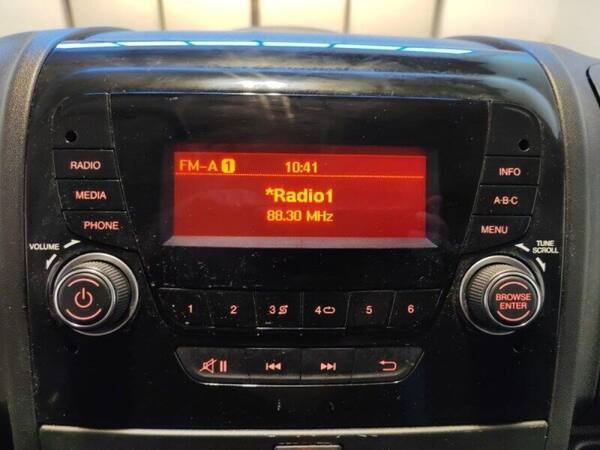 FM-A 1 10:41
*Radio1
88.30 MHz
RADIO
MEDIA
PHONE
INFO
A·B·C
MENU
VOLUME
TUNE
SCROLL
BROWSE
ENTER
1 2 3 4 5 6